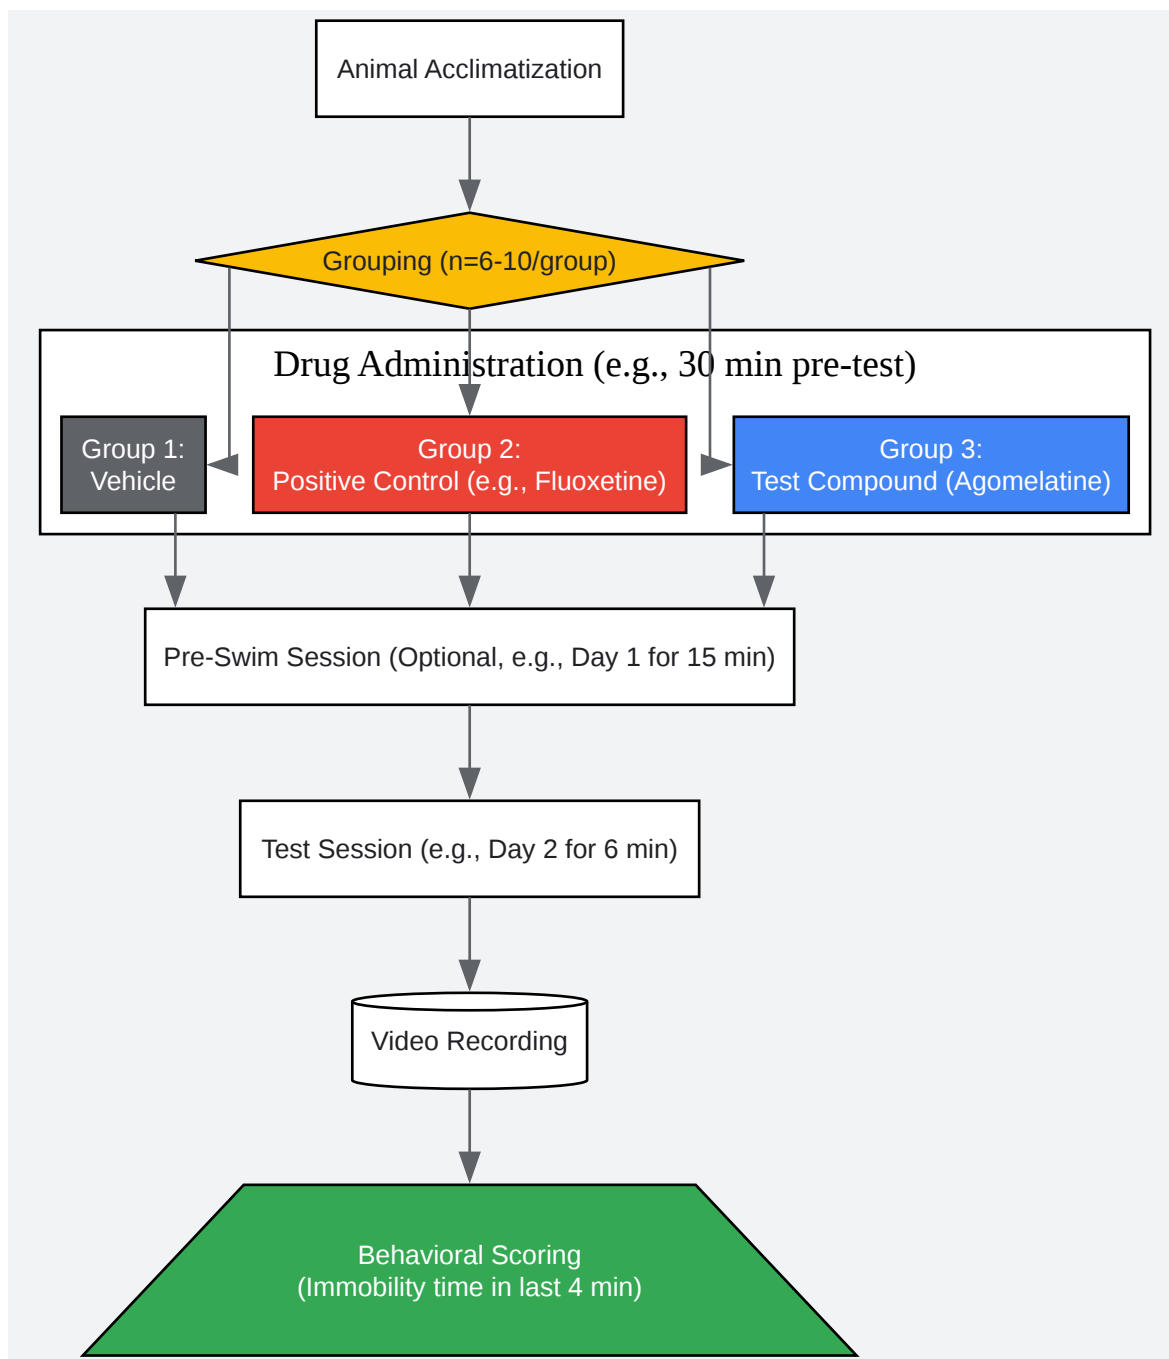 Animal Acclimatization
Grouping (n=6-10/group)
Drug Administration (e.g., 30 min pre-test)
Group 1:
Vehicle
Group 2:
Positive Control (e.g., Fluoxetine)
Group 3:
Test Compound (Agomelatine)
Pre-Swim Session (Optional, e.g., Day 1 for 15 min)
Test Session (e.g., Day 2 for 6 min)
Video Recording
Behavioral Scoring
(Immobility time in last 4 min)